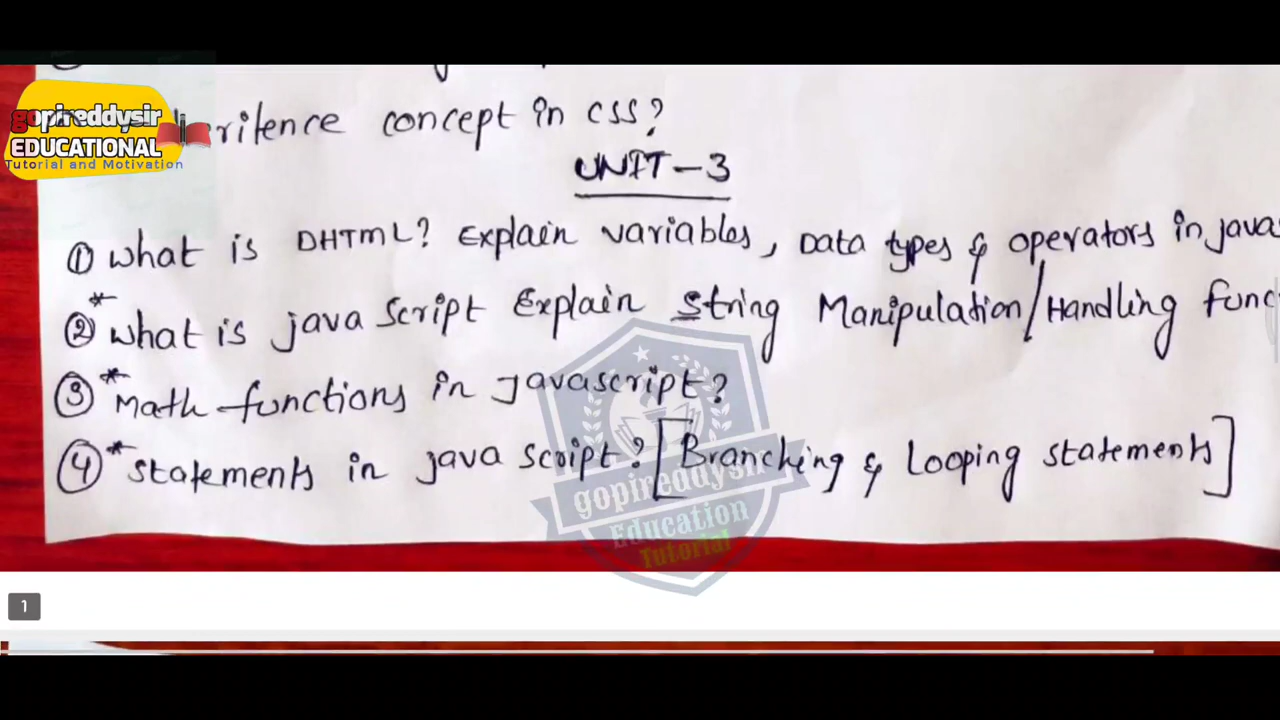 gopireddysir
EDUCATIONAL
Tutorial and Motivation
concept in CSS?
UNIT-3
① What is DHTML? Explain variables, Data types & operators in java
②* What is java script Explain String Manipulation/Handling func
③* Math functions in Javascript?
④* Statements in java script? [Branching & Looping statements]
gopireddysir
Education
Tutorial
1